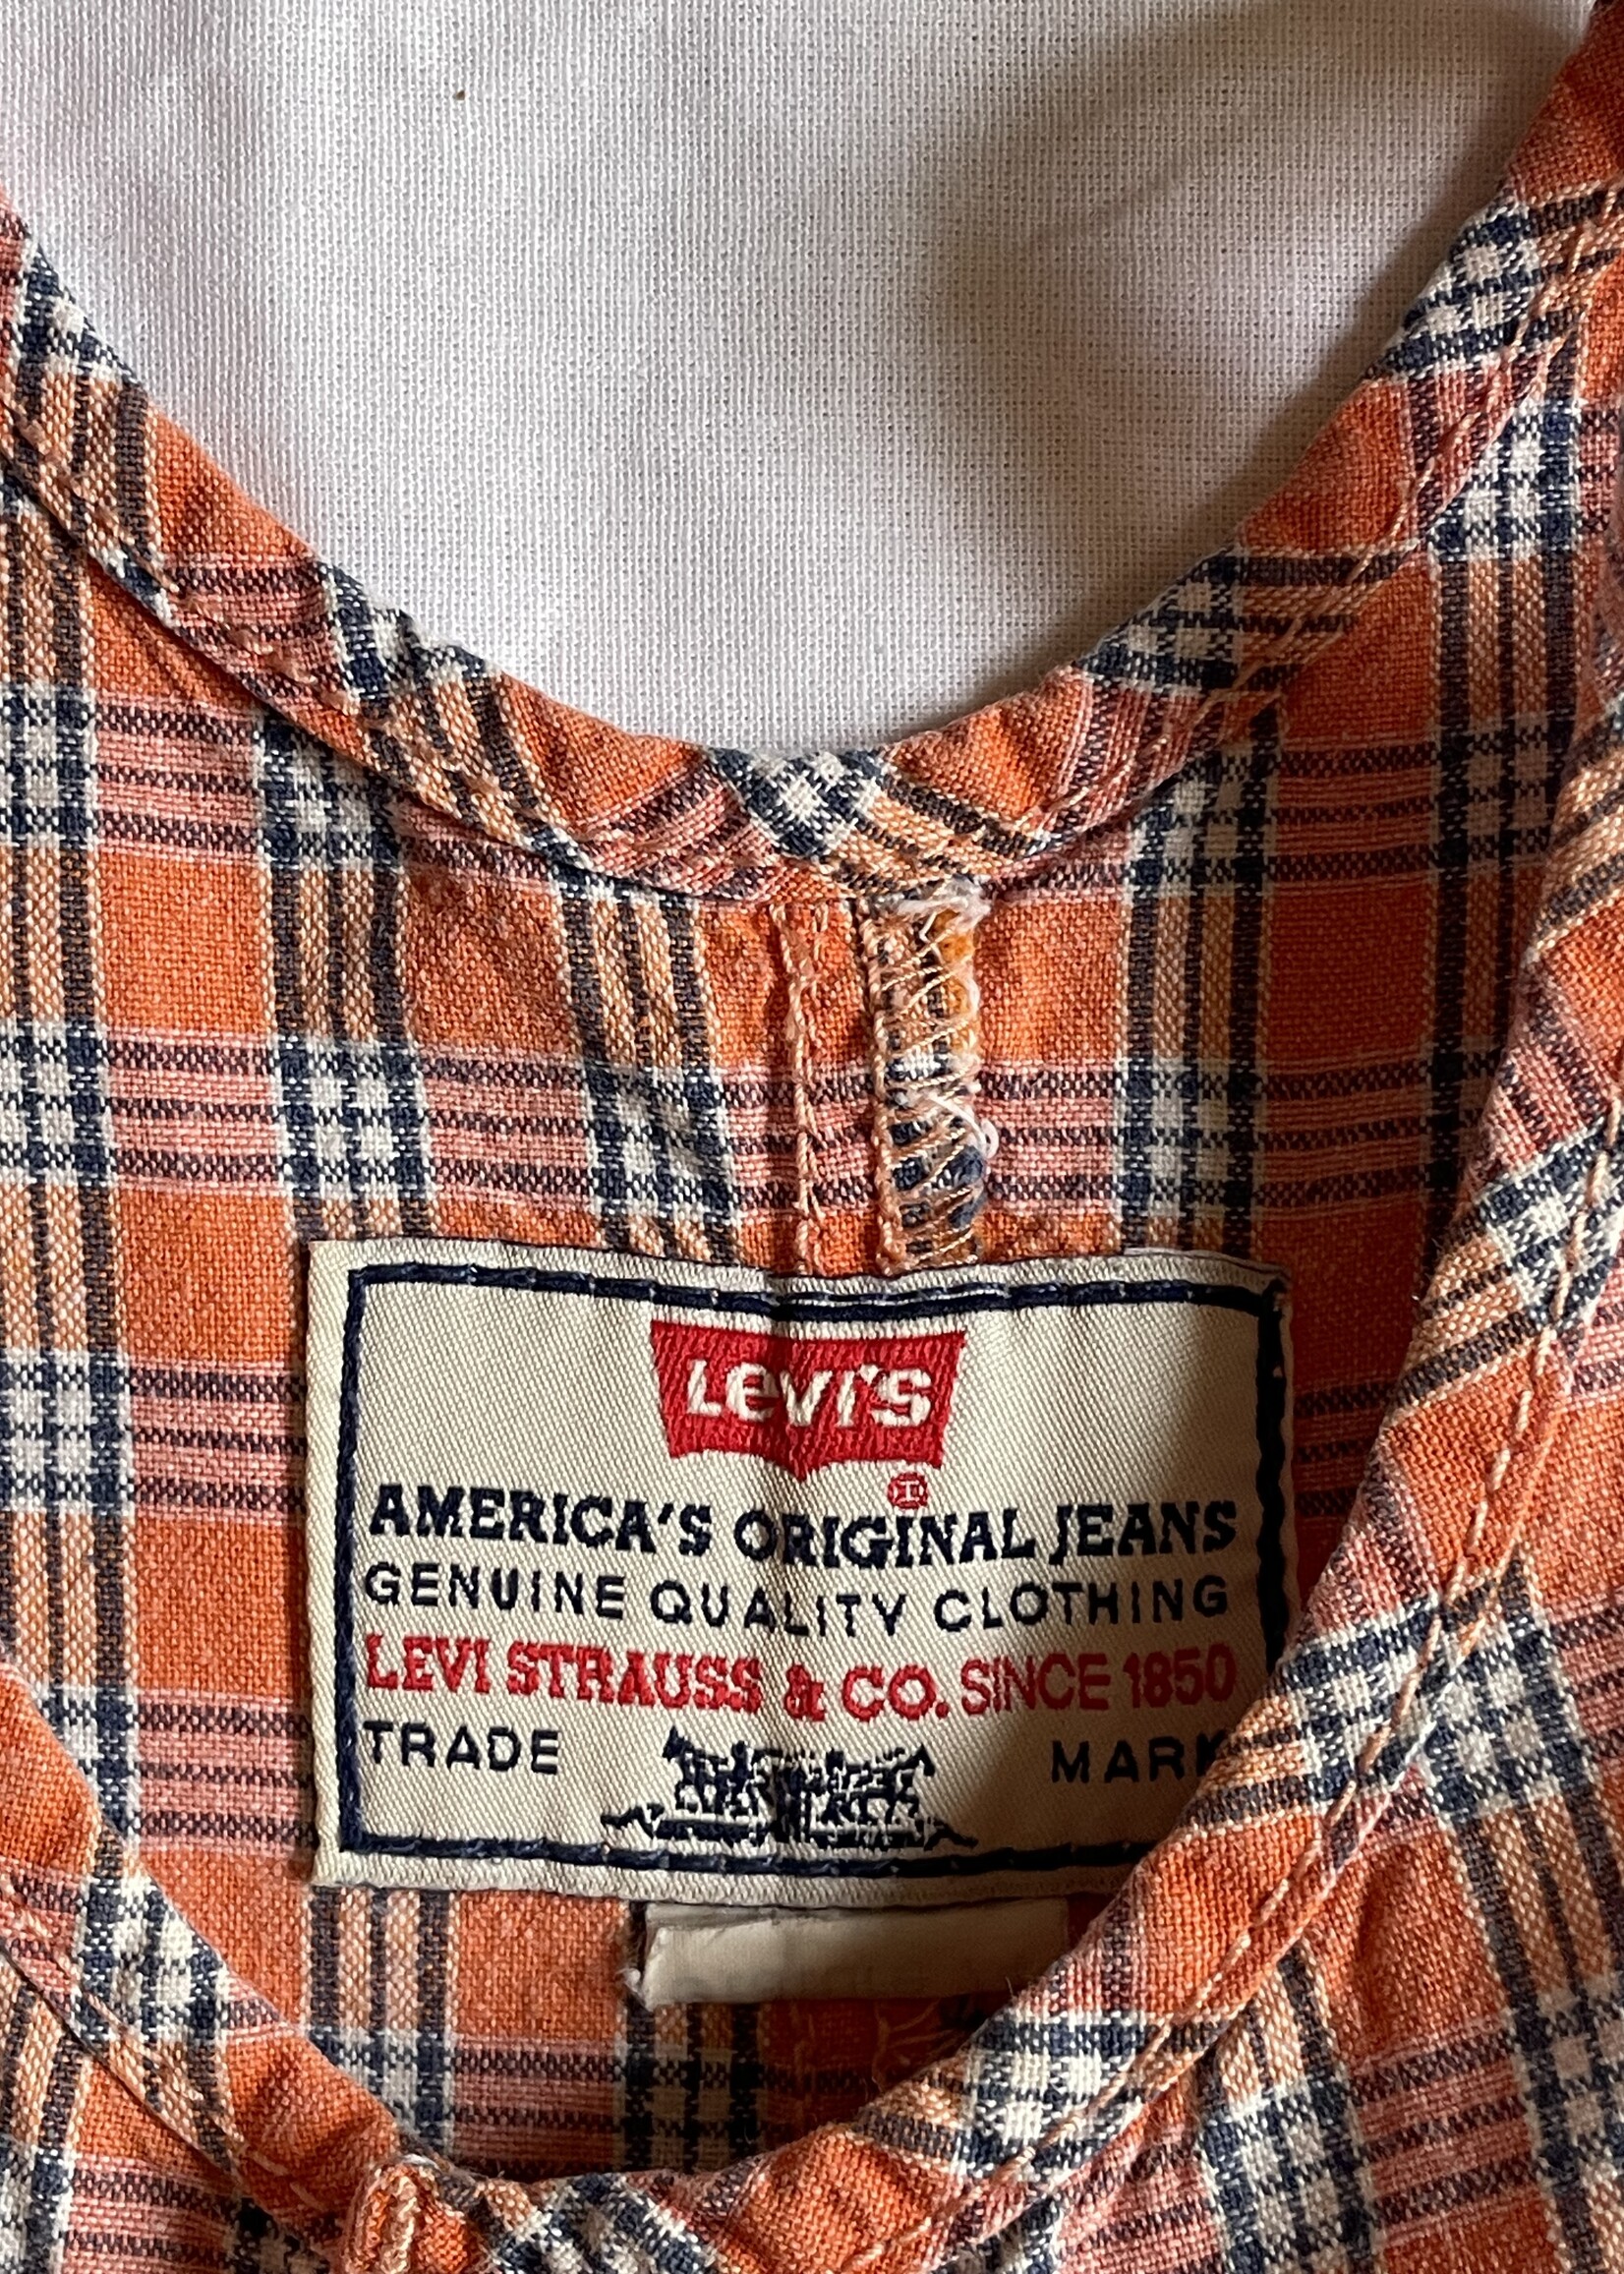 Levi's
AMERICA'S ORIGINAL JEANS
GENUINE QUALITY CLOTHING
LEVI STRAUSS & CO. SINCE 1850
TRADE MARK